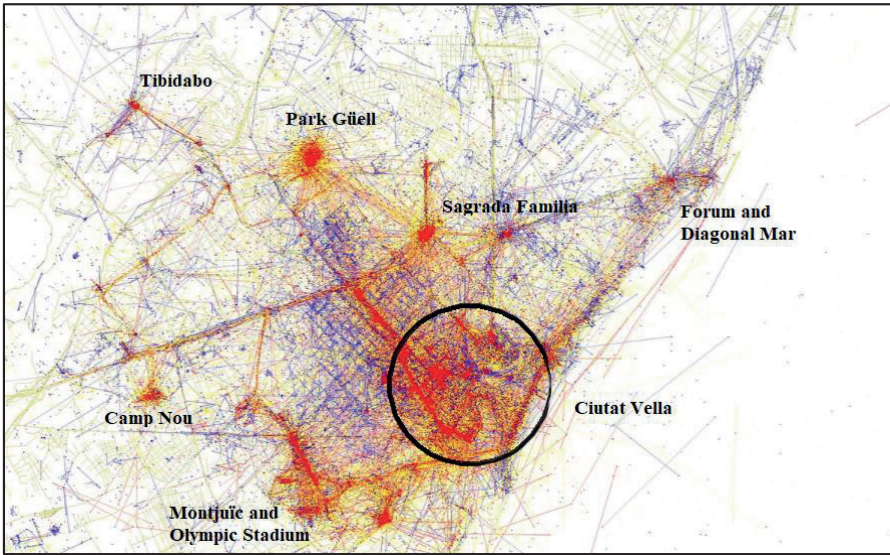 Tibidabo
Park Güell
Sagrada Familia
Forum and
Diagonal Mar
Ciutat Vella
Camp Nou
Montjuïc and
Olympic Stadium